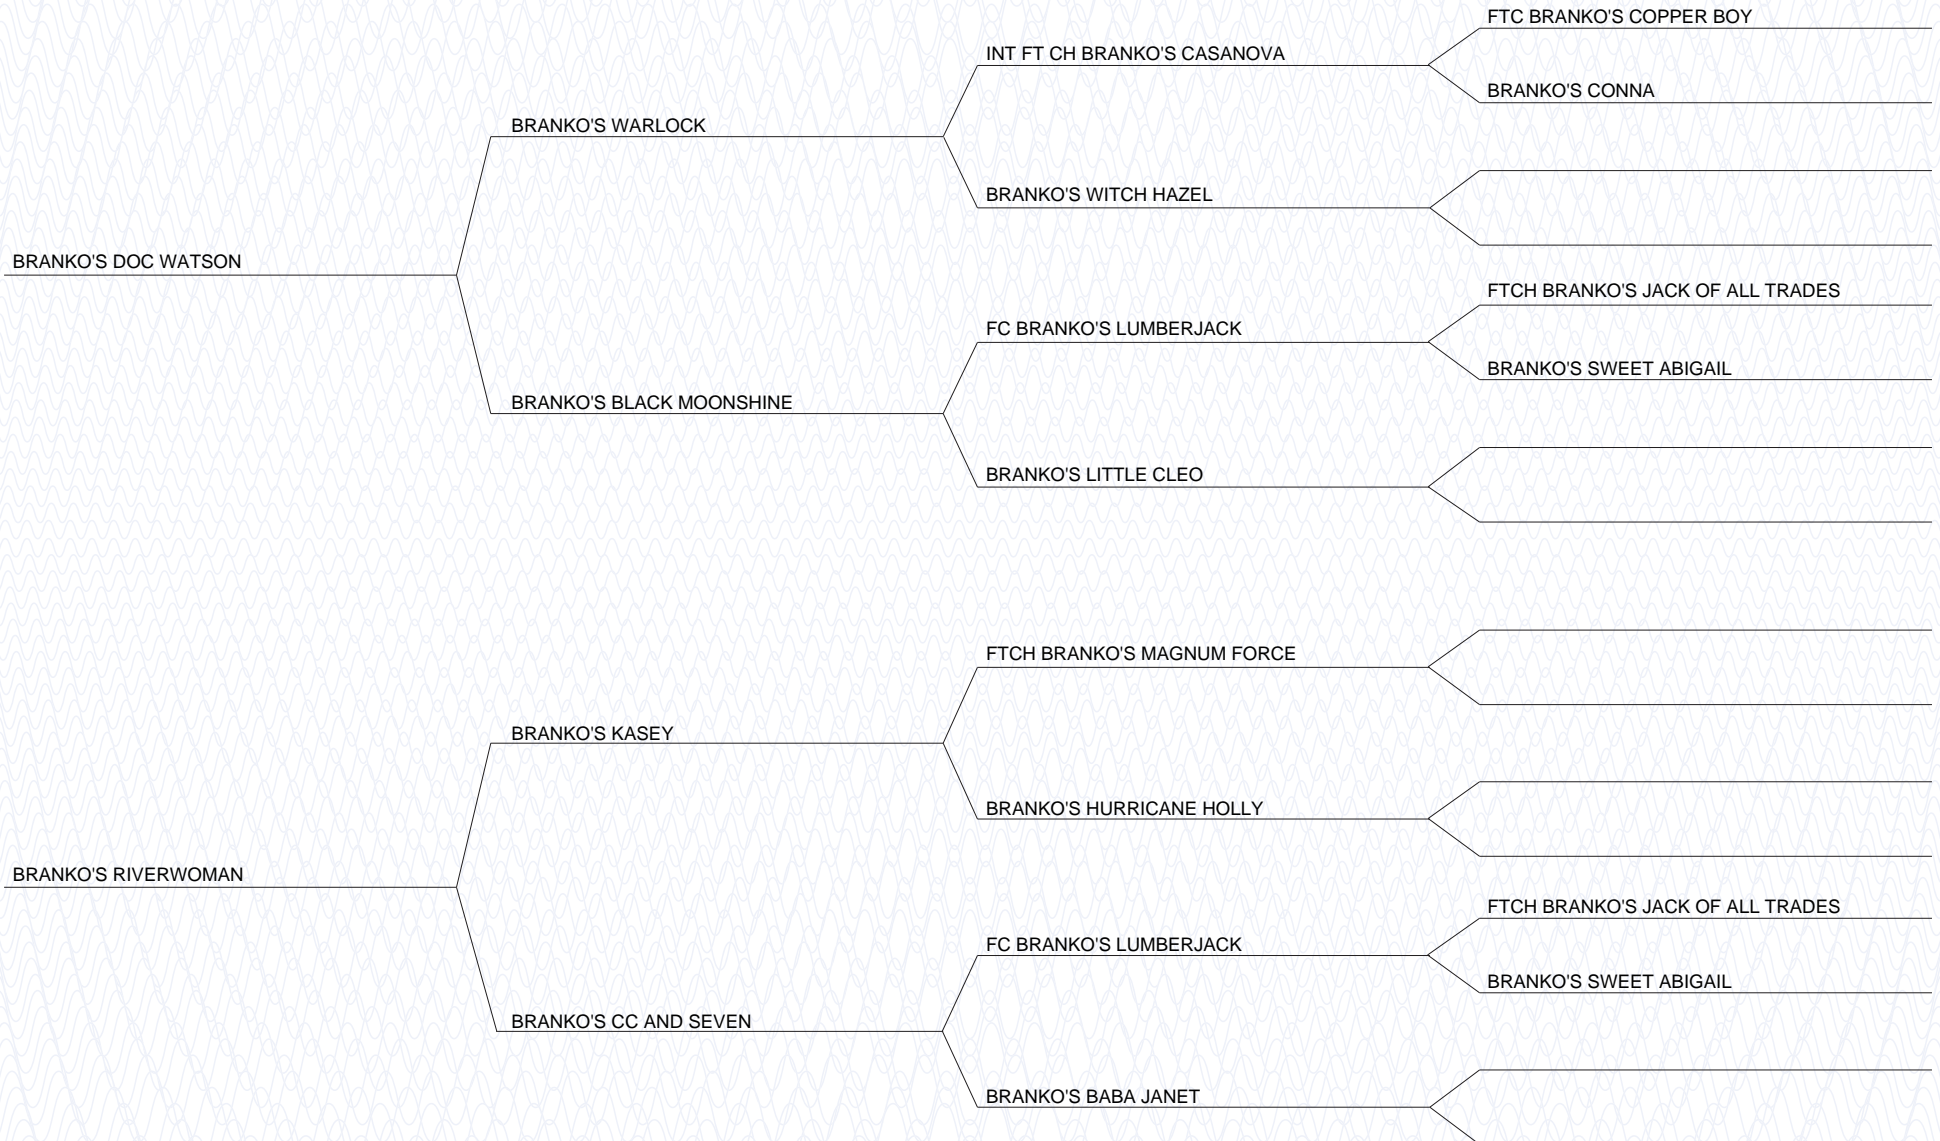 FTC BRANKO'S COPPER BOY
INT FT CH BRANKO'S CASANOVA
BRANKO'S CONNA
BRANKO'S WARLOCK
BRANKO'S WITCH HAZEL
BRANKO'S DOC WATSON
FTCH BRANKO'S JACK OF ALL TRADES
FC BRANKO'S LUMBERJACK
BRANKO'S SWEET ABIGAIL
BRANKO'S BLACK MOONSHINE
BRANKO'S LITTLE CLEO
FTCH BRANKO'S MAGNUM FORCE
BRANKO'S KASEY
BRANKO'S HURRICANE HOLLY
BRANKO'S RIVERWOMAN
FTCH BRANKO'S JACK OF ALL TRADES
FC BRANKO'S LUMBERJACK
BRANKO'S SWEET ABIGAIL
BRANKO'S CC AND SEVEN
BRANKO'S BABA JANET